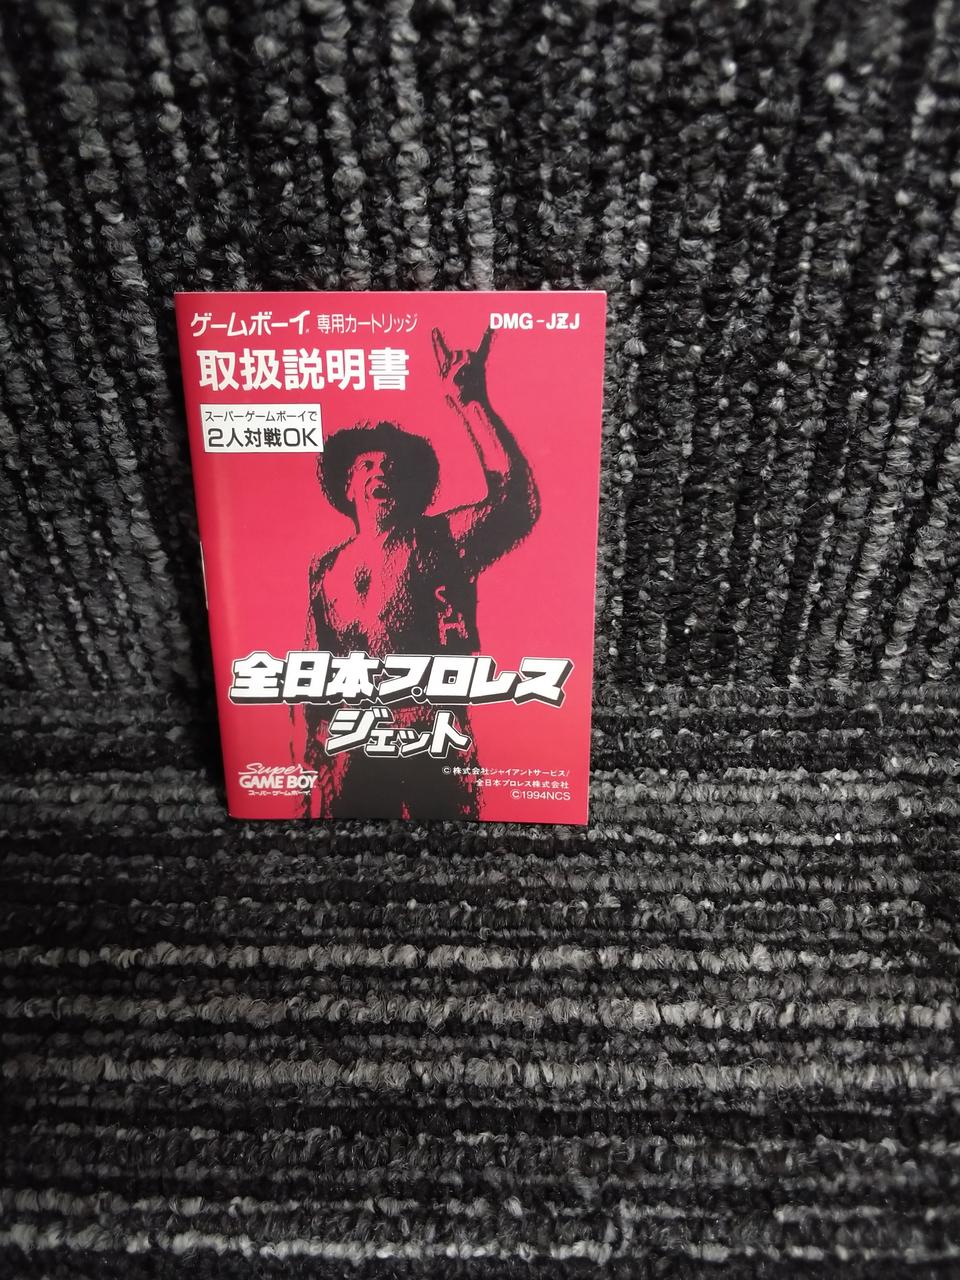 ゲームボーイ 専用カートリッジ DMG-JZJ
取扱説明書
スーパーゲームボーイで
2人対戦OK
全日本プロレス
ジェット
Super
GAME BOY
スーパーゲームボーイ
©株式会社ジャイアントサービス/
全日本プロレス株式会社
©1994NCS